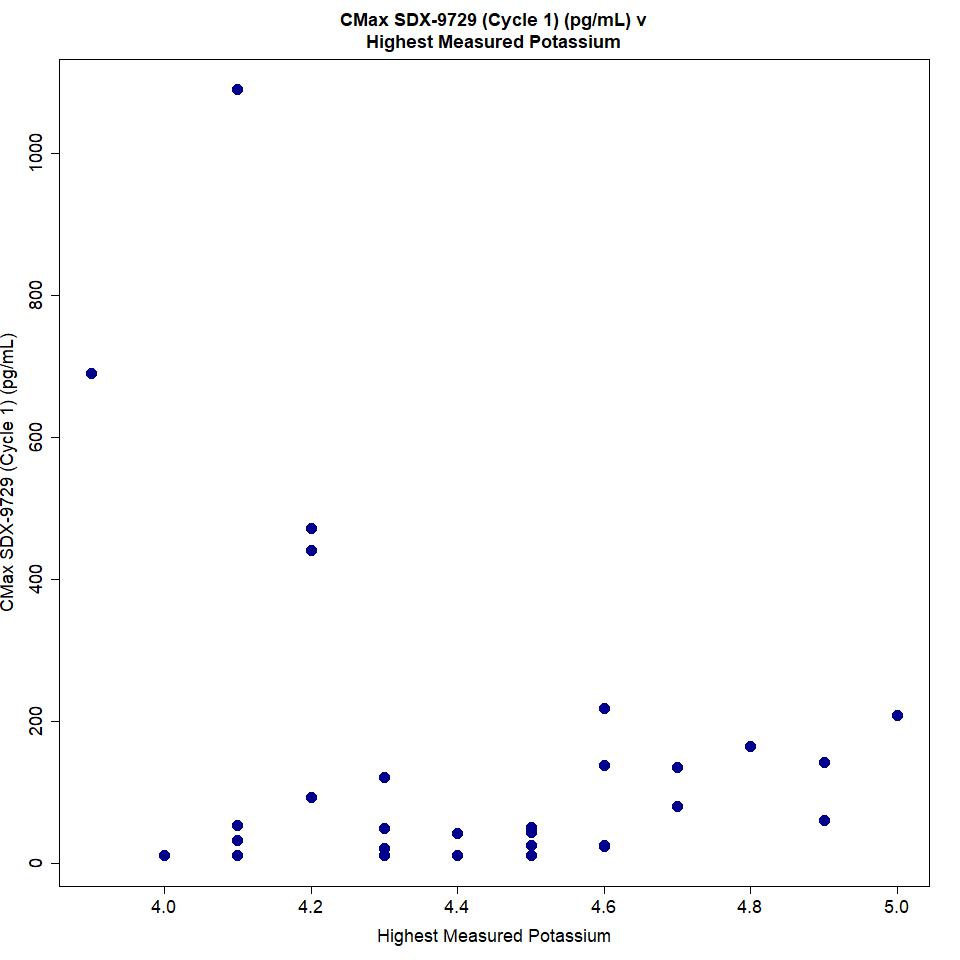 CMax SDX-9729 (Cycle 1) (pg/mL) v
Highest Measured Potassium
CMax SDX-9729 (Cycle 1) (pg/mL)
1000
800
600
400
200
0
4.0 4.2 4.4 4.6 4.8 5.0
Highest Measured Potassium